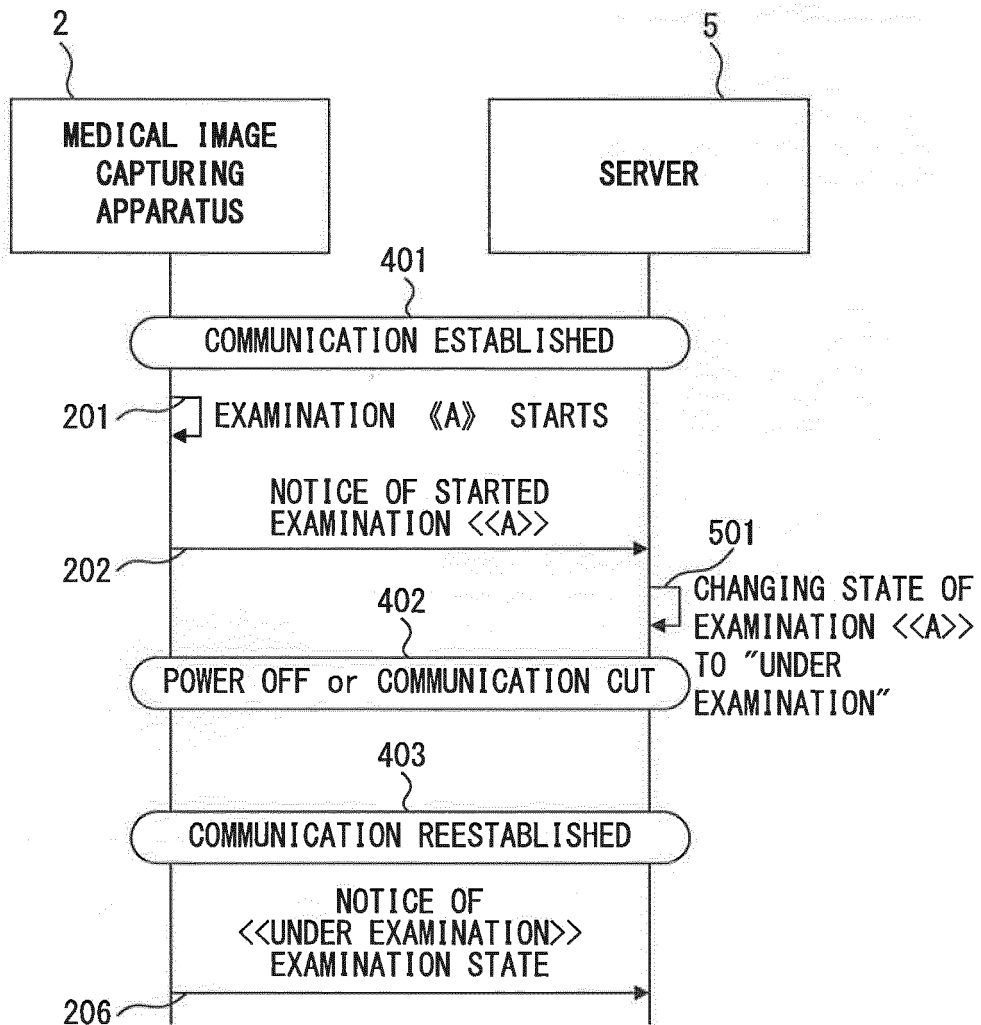 2
5
MEDICAL IMAGE
CAPTURING
APPARATUS
SERVER
401
COMMUNICATION ESTABLISHED
201
EXAMINATION 《A》 STARTS
NOTICE OF STARTED
EXAMINATION <<A>>
202
501
CHANGING STATE OF
EXAMINATION <<A>>
TO "UNDER
EXAMINATION"
402
POWER OFF or COMMUNICATION CUT
403
COMMUNICATION REESTABLISHED
NOTICE OF
<<UNDER EXAMINATION>>
EXAMINATION STATE
206